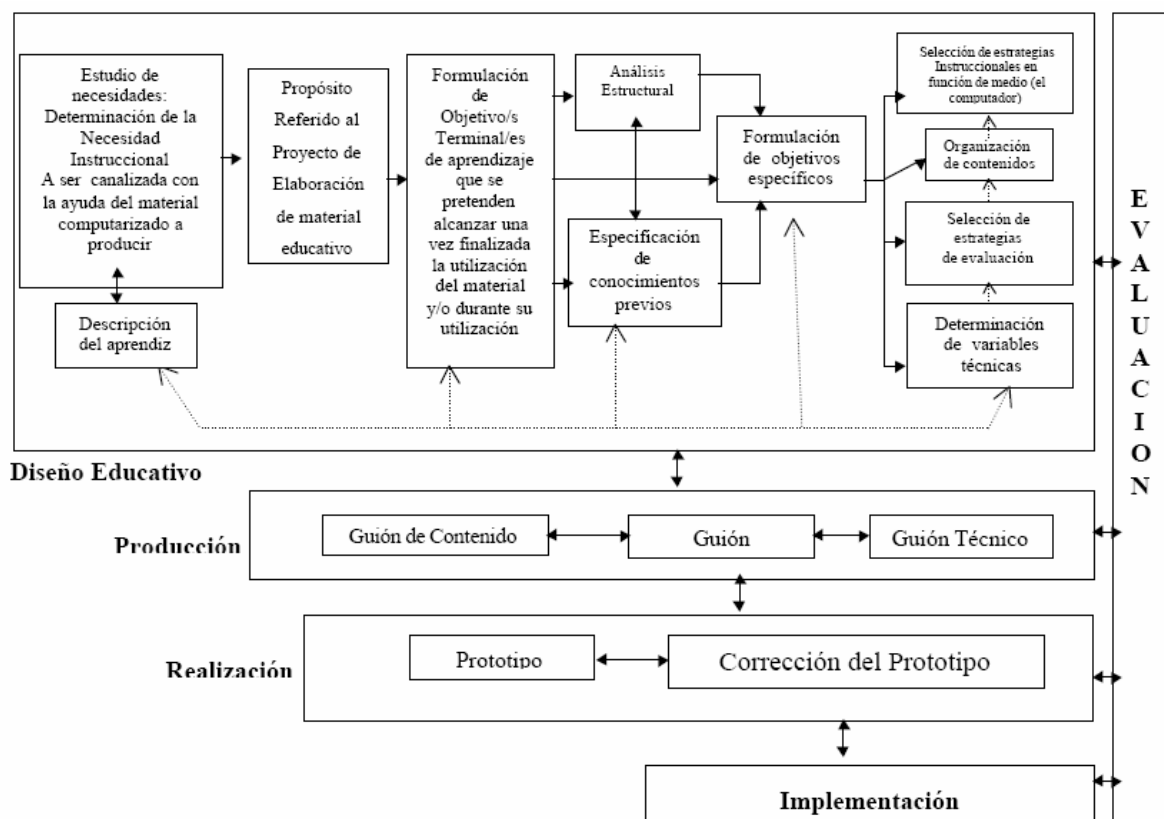 Estudio de
necesidades:
Determinación de la
Necesidad
Instruccional
A ser canalizada con
la ayuda del material
computarizado a
producir
Descripción
del aprendiz
Propósito
Referido al
Proyecto de
Elaboración
de material
educativo
Formulación
de
Objetivo/s
Terminal/es
de aprendizaje
que se
pretenden
alcanzar una
vez finalizada
la utilización
del material
y/o durante su
utilización
Análisis
Estructural
Especificación
de
conocimientos
previos
Formulación
de objetivos
específicos
Selección de estrategias
Instruccionales en
función de medio (el
computador)
Organización
de contenidos
Selección de
estrategias
de evaluación
Determinación
de variables
técnicas
Diseño Educativo
Producción
Guión de Contenido
Guión
Guión Técnico
Realización
Prototipo
Corrección del Prototipo
Implementación
E
V
A
L
U
A
C
I
O
N